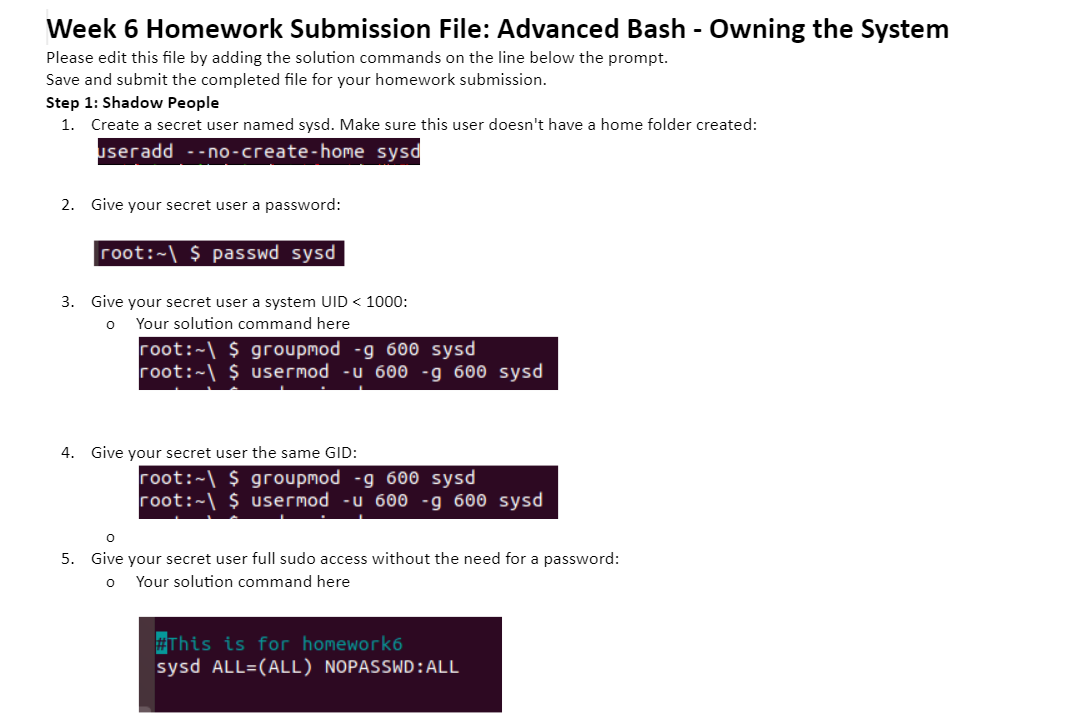 Week 6 Homework Submission File: Advanced Bash - Owning the System
Please edit this file by adding the solution commands on the line below the prompt.
Save and submit the completed file for your homework submission.
Step 1: Shadow People
1. Create a secret user named sysd. Make sure this user doesn't have a home folder created:
useradd --no-create-home sysd
2. Give your secret user a password:
root:~\ $ passwd sysd
3. Give your secret user a system UID < 1000:
o Your solution command here
root:~\ $ groupmod -g 600 sysd
root:~\ $ usermod -u 600 -g 600 sysd
4. Give your secret user the same GID:
root:~\ $ groupmod -g 600 sysd
root:~\ $ usermod -u 600 -g 600 sysd
o
5. Give your secret user full sudo access without the need for a password:
o Your solution command here
#This is for homework6
sysd ALL=(ALL) NOPASSWD:ALL